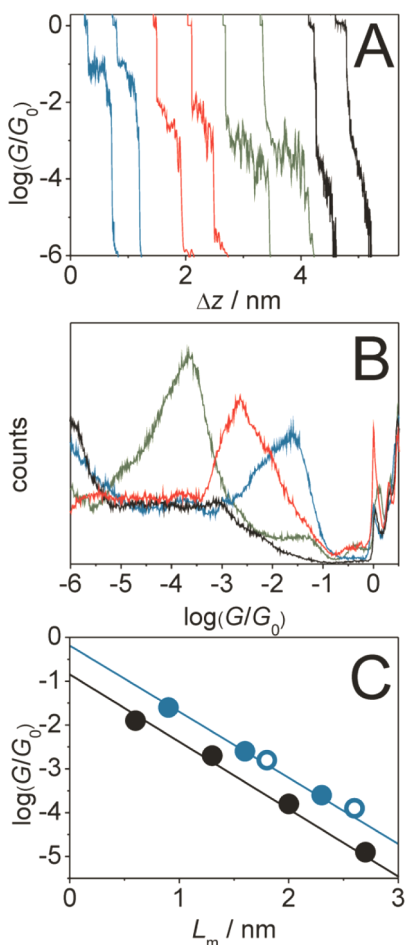 A
log(G/G₀)
0
-2
-4
-6
0 2 4
Δz / nm
B
counts
-6 -5 -4 -3 -2 -1 0
log(G/G₀)
C
log(G/G₀)
0
-1
-2
-3
-4
-5
0 1 2 3
Lₘ / nm